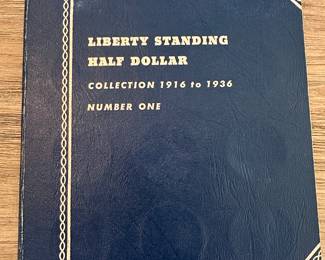 LIBERTY STANDING
HALF DOLLAR
COLLECTION 1916 to 1936
NUMBER ONE